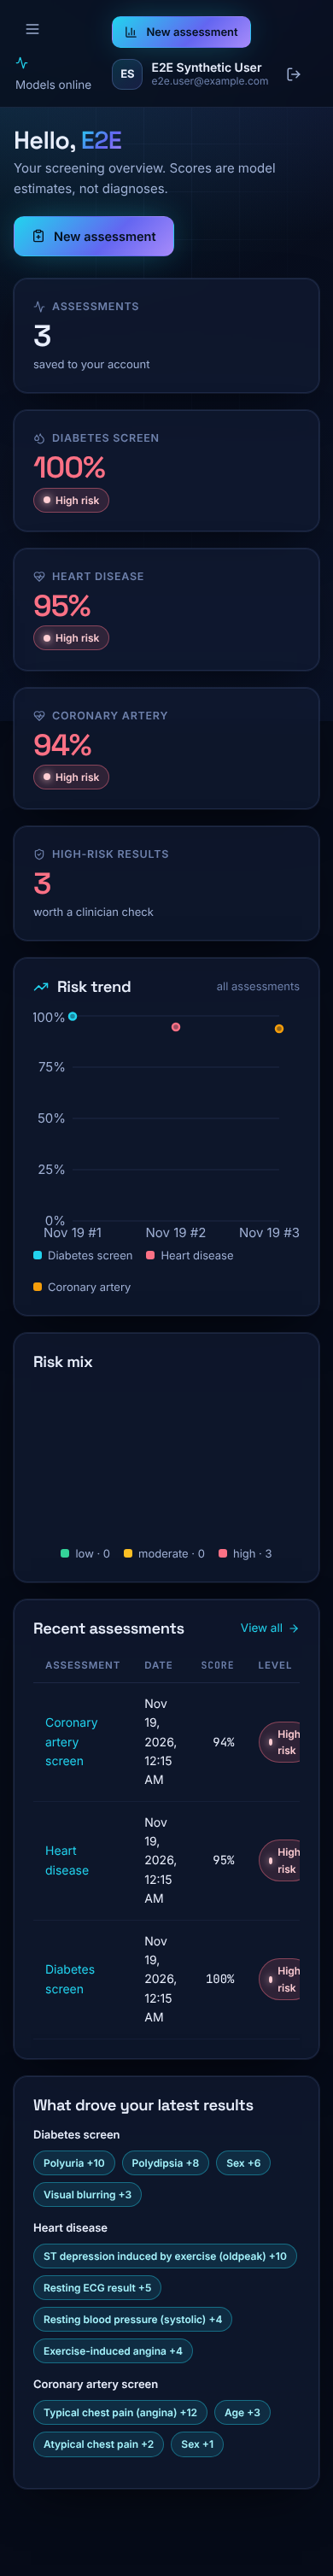 New assessment
Models online
ES
E2E Synthetic User
e2e.user@example.com
Hello, E2E
Your screening overview. Scores are model
estimates, not diagnoses.
New assessment
ASSESSMENTS
3
saved to your account
DIABETES SCREEN
100%
High risk
HEART DISEASE
95%
High risk
CORONARY ARTERY
94%
High risk
HIGH-RISK RESULTS
3
worth a clinician check
Risk trend
all assessments
100%
75%
50%
25%
0%
Nov 19 #1 Nov 19 #2 Nov 19 #3
Diabetes screen Heart disease
Coronary artery
Risk mix
low · 0 moderate · 0 high · 3
Recent assessments
View all
ASSESSMENT DATE SCORE LEVEL
Coronary
artery
screen
Nov
19,
2026,
12:15
AM
94%
High
risk
Heart
disease
Nov
19,
2026,
12:15
AM
95%
High
risk
Diabetes
screen
Nov
19,
2026,
12:15
AM
100%
High
risk
What drove your latest results
Diabetes screen
Polyuria +10 Polydipsia +8 Sex +6
Visual blurring +3
Heart disease
ST depression induced by exercise (oldpeak) +10
Resting ECG result +5
Resting blood pressure (systolic) +4
Exercise-induced angina +4
Coronary artery screen
Typical chest pain (angina) +12 Age +3
Atypical chest pain +2 Sex +1